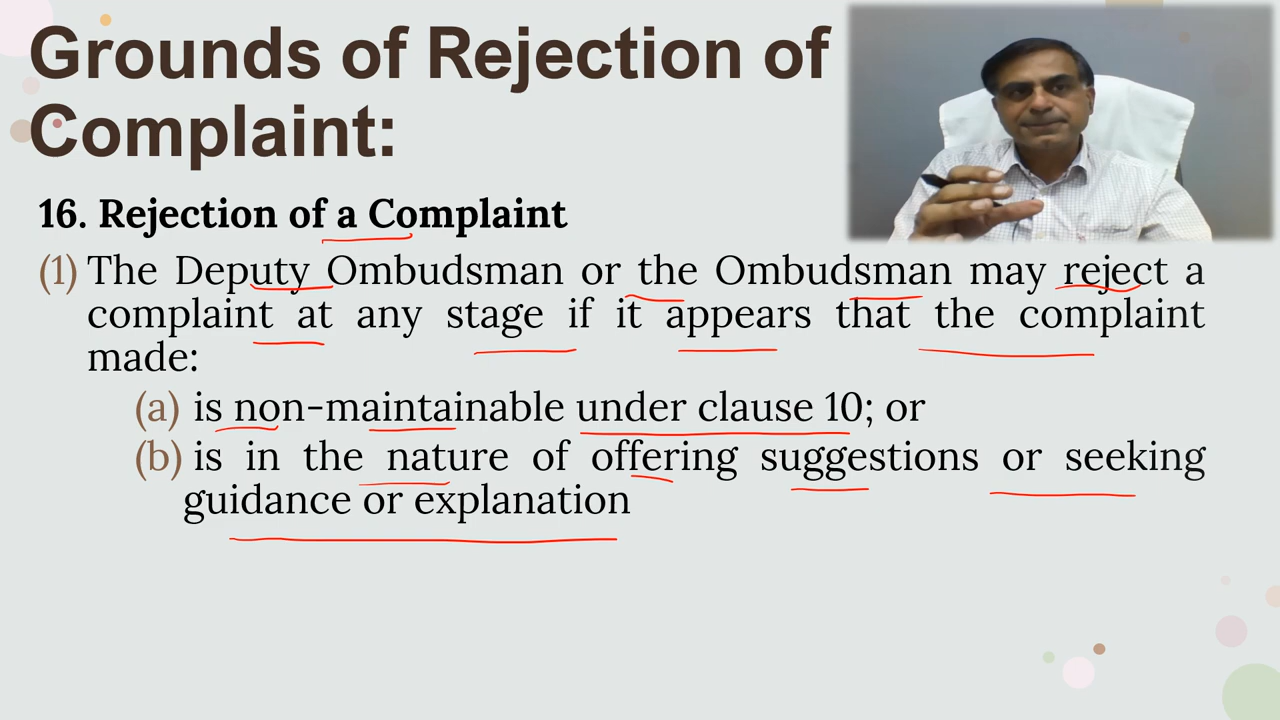 Grounds of Rejection of
Complaint:
16. Rejection of a Complaint
(1) The Deputy Ombudsman or the Ombudsman may reject a
complaint at any stage if it appears that the complaint
made:
(a) is non-maintainable under clause 10; or
(b) is in the nature of offering suggestions or seeking
guidance or explanation